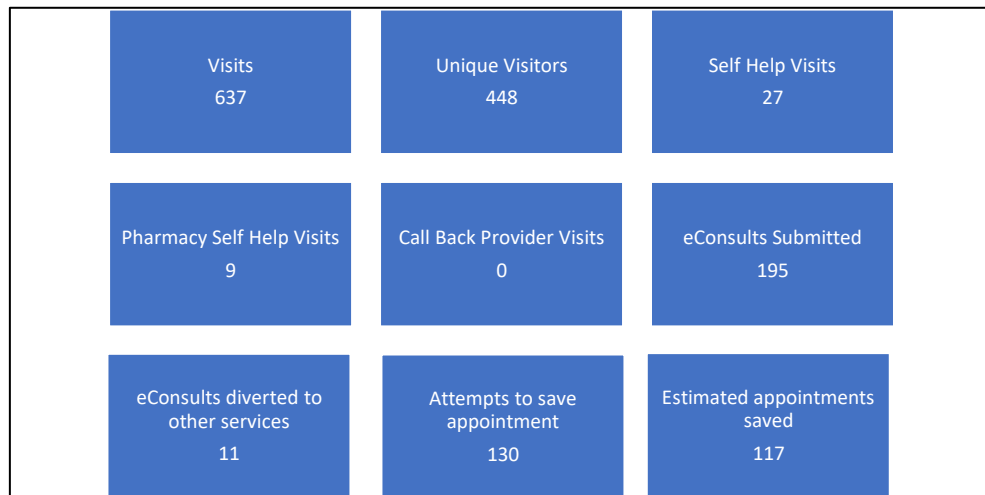 Visits
637
Unique Visitors
448
Self Help Visits
27
Pharmacy Self Help Visits
9
Call Back Provider Visits
0
eConsults Submitted
195
eConsults diverted to
other services
11
Attempts to save
appointment
130
Estimated appointments
saved
117